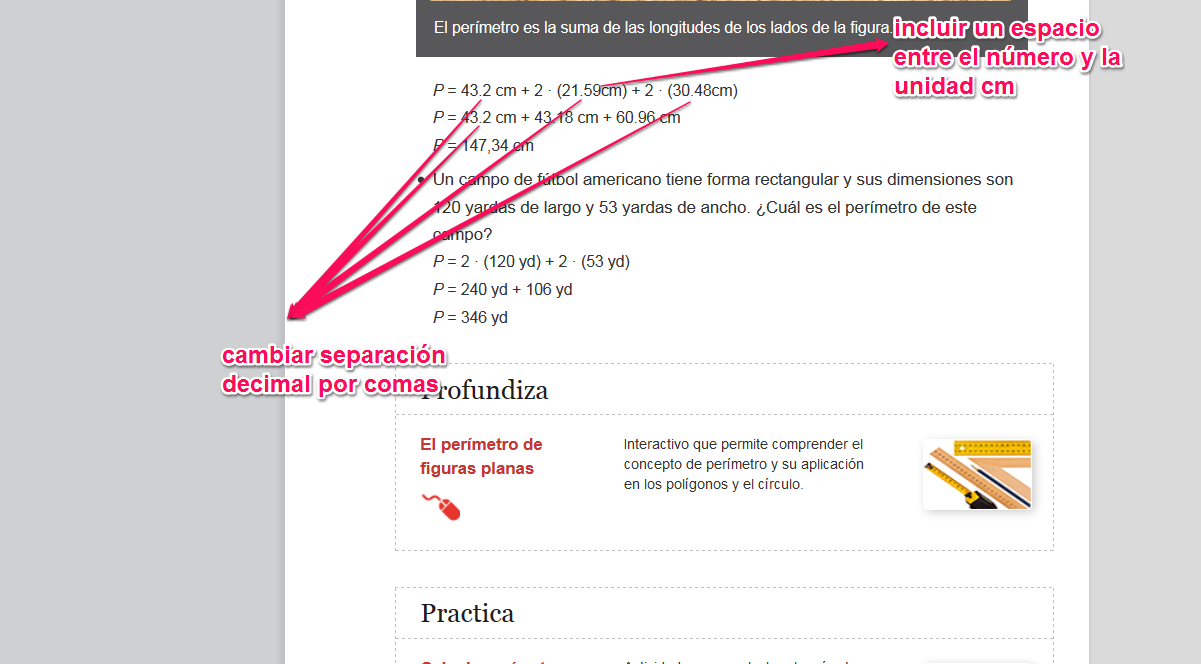 El perímetro es la suma de las longitudes de los lados de la figura.
incluir un espacio
entre el número y la
unidad cm
P = 43.2 cm + 2 · (21.59cm) + 2 · (30.48cm)
P = 43.2 cm + 43.18 cm + 60.96 cm
P = 147,34 cm
• Un campo de fútbol americano tiene forma rectangular y sus dimensiones son
120 yardas de largo y 53 yardas de ancho. ¿Cuál es el perímetro de este
campo?
P = 2 · (120 yd) + 2 · (53 yd)
P = 240 yd + 106 yd
P = 346 yd
cambiar separación
decimal por comas
Profundiza
El perímetro de
figuras planas
Interactivo que permite comprender el
concepto de perímetro y su aplicación
en los polígonos y el círculo.
Practica